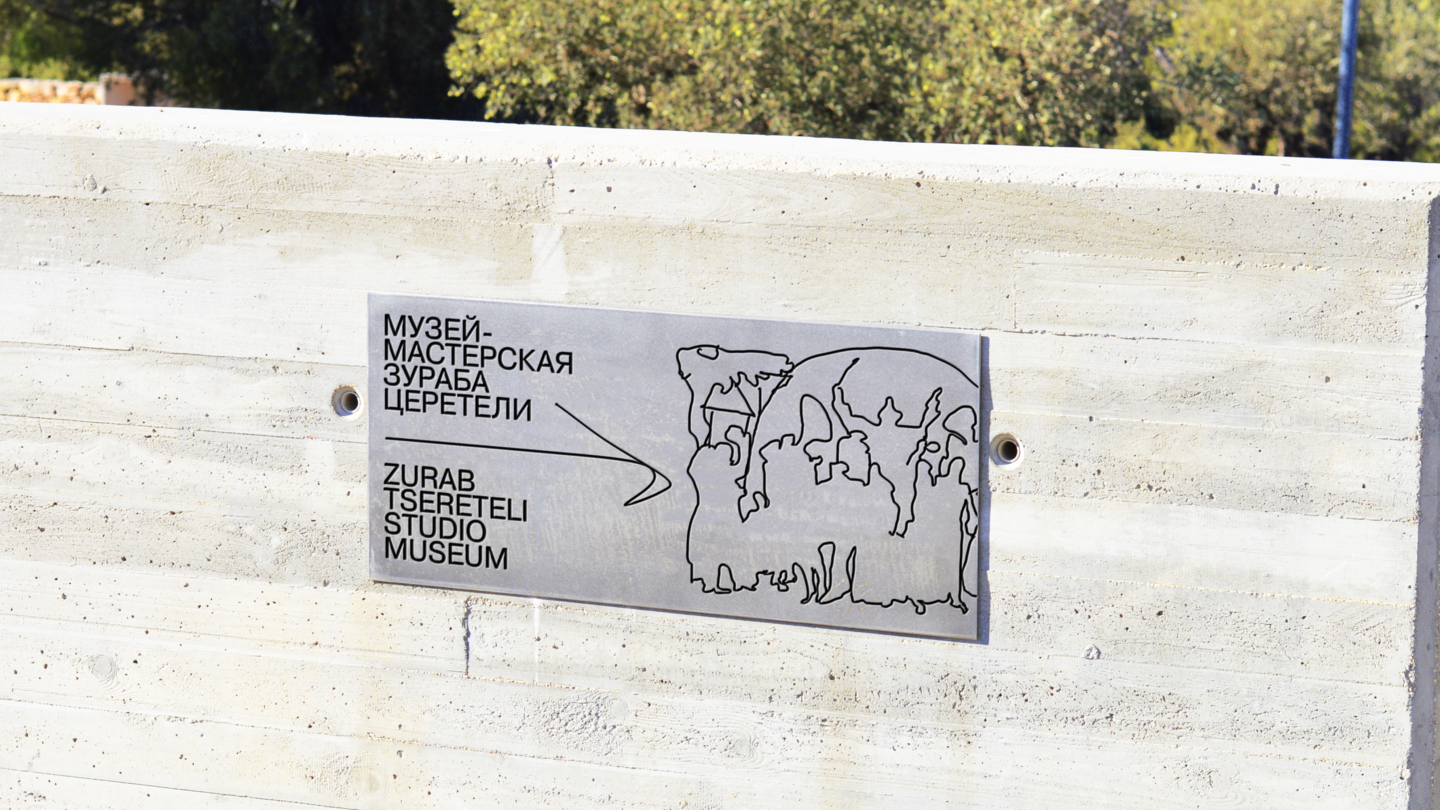 МУЗЕЙ-
МАСТЕРСКАЯ
ЗУРАБА
ЦЕРЕТЕЛИ
ZURAB
TSERETELI
STUDIO
MUSEUM